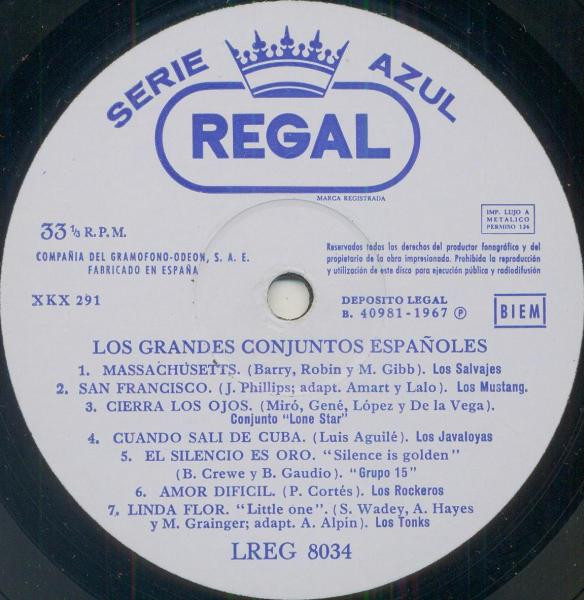 SERIE AZUL
REGAL
MARCA REGISTRADA
33 1/3 R.P.M.
COMPAÑIA DEL GRAMOFONO-ODEON, S. A. E.
FABRICADO EN ESPAÑA
IMP. LUJO A
METALICO
PERMISO 126
Reservados todos los derechos del productor fonográfico y del
propietario de la obra impresionada. Prohibida la reproducción
y utilización de este disco para ejecución pública y radiodifusión
XKX 291
DEPOSITO LEGAL
B. 40981-1967 Ⓟ
BIEM
LOS GRANDES CONJUNTOS ESPAÑOLES
1. MASSACHUSETTS. (Barry, Robin y M. Gibb). Los Salvajes
2. SAN FRANCISCO. (J. Phillips; adapt. Amart y Lalo). Los Mustang.
3. CIERRA LOS OJOS. (Miró, Gené, López y De la Vega).
Conjunto "Lone Star"
4. CUANDO SALI DE CUBA. (Luis Aguilé). Los Javaloyas
5. EL SILENCIO ES ORO. "Silence is golden"
(B. Crewe y B. Gaudio). "Grupo 15"
6. AMOR DIFICIL. (P. Cortés). Los Rockeros
7. LINDA FLOR. "Little one". (S. Wadey, A. Hayes
y M. Grainger; adapt. A. Alpín). Los Tonks
LREG 8034